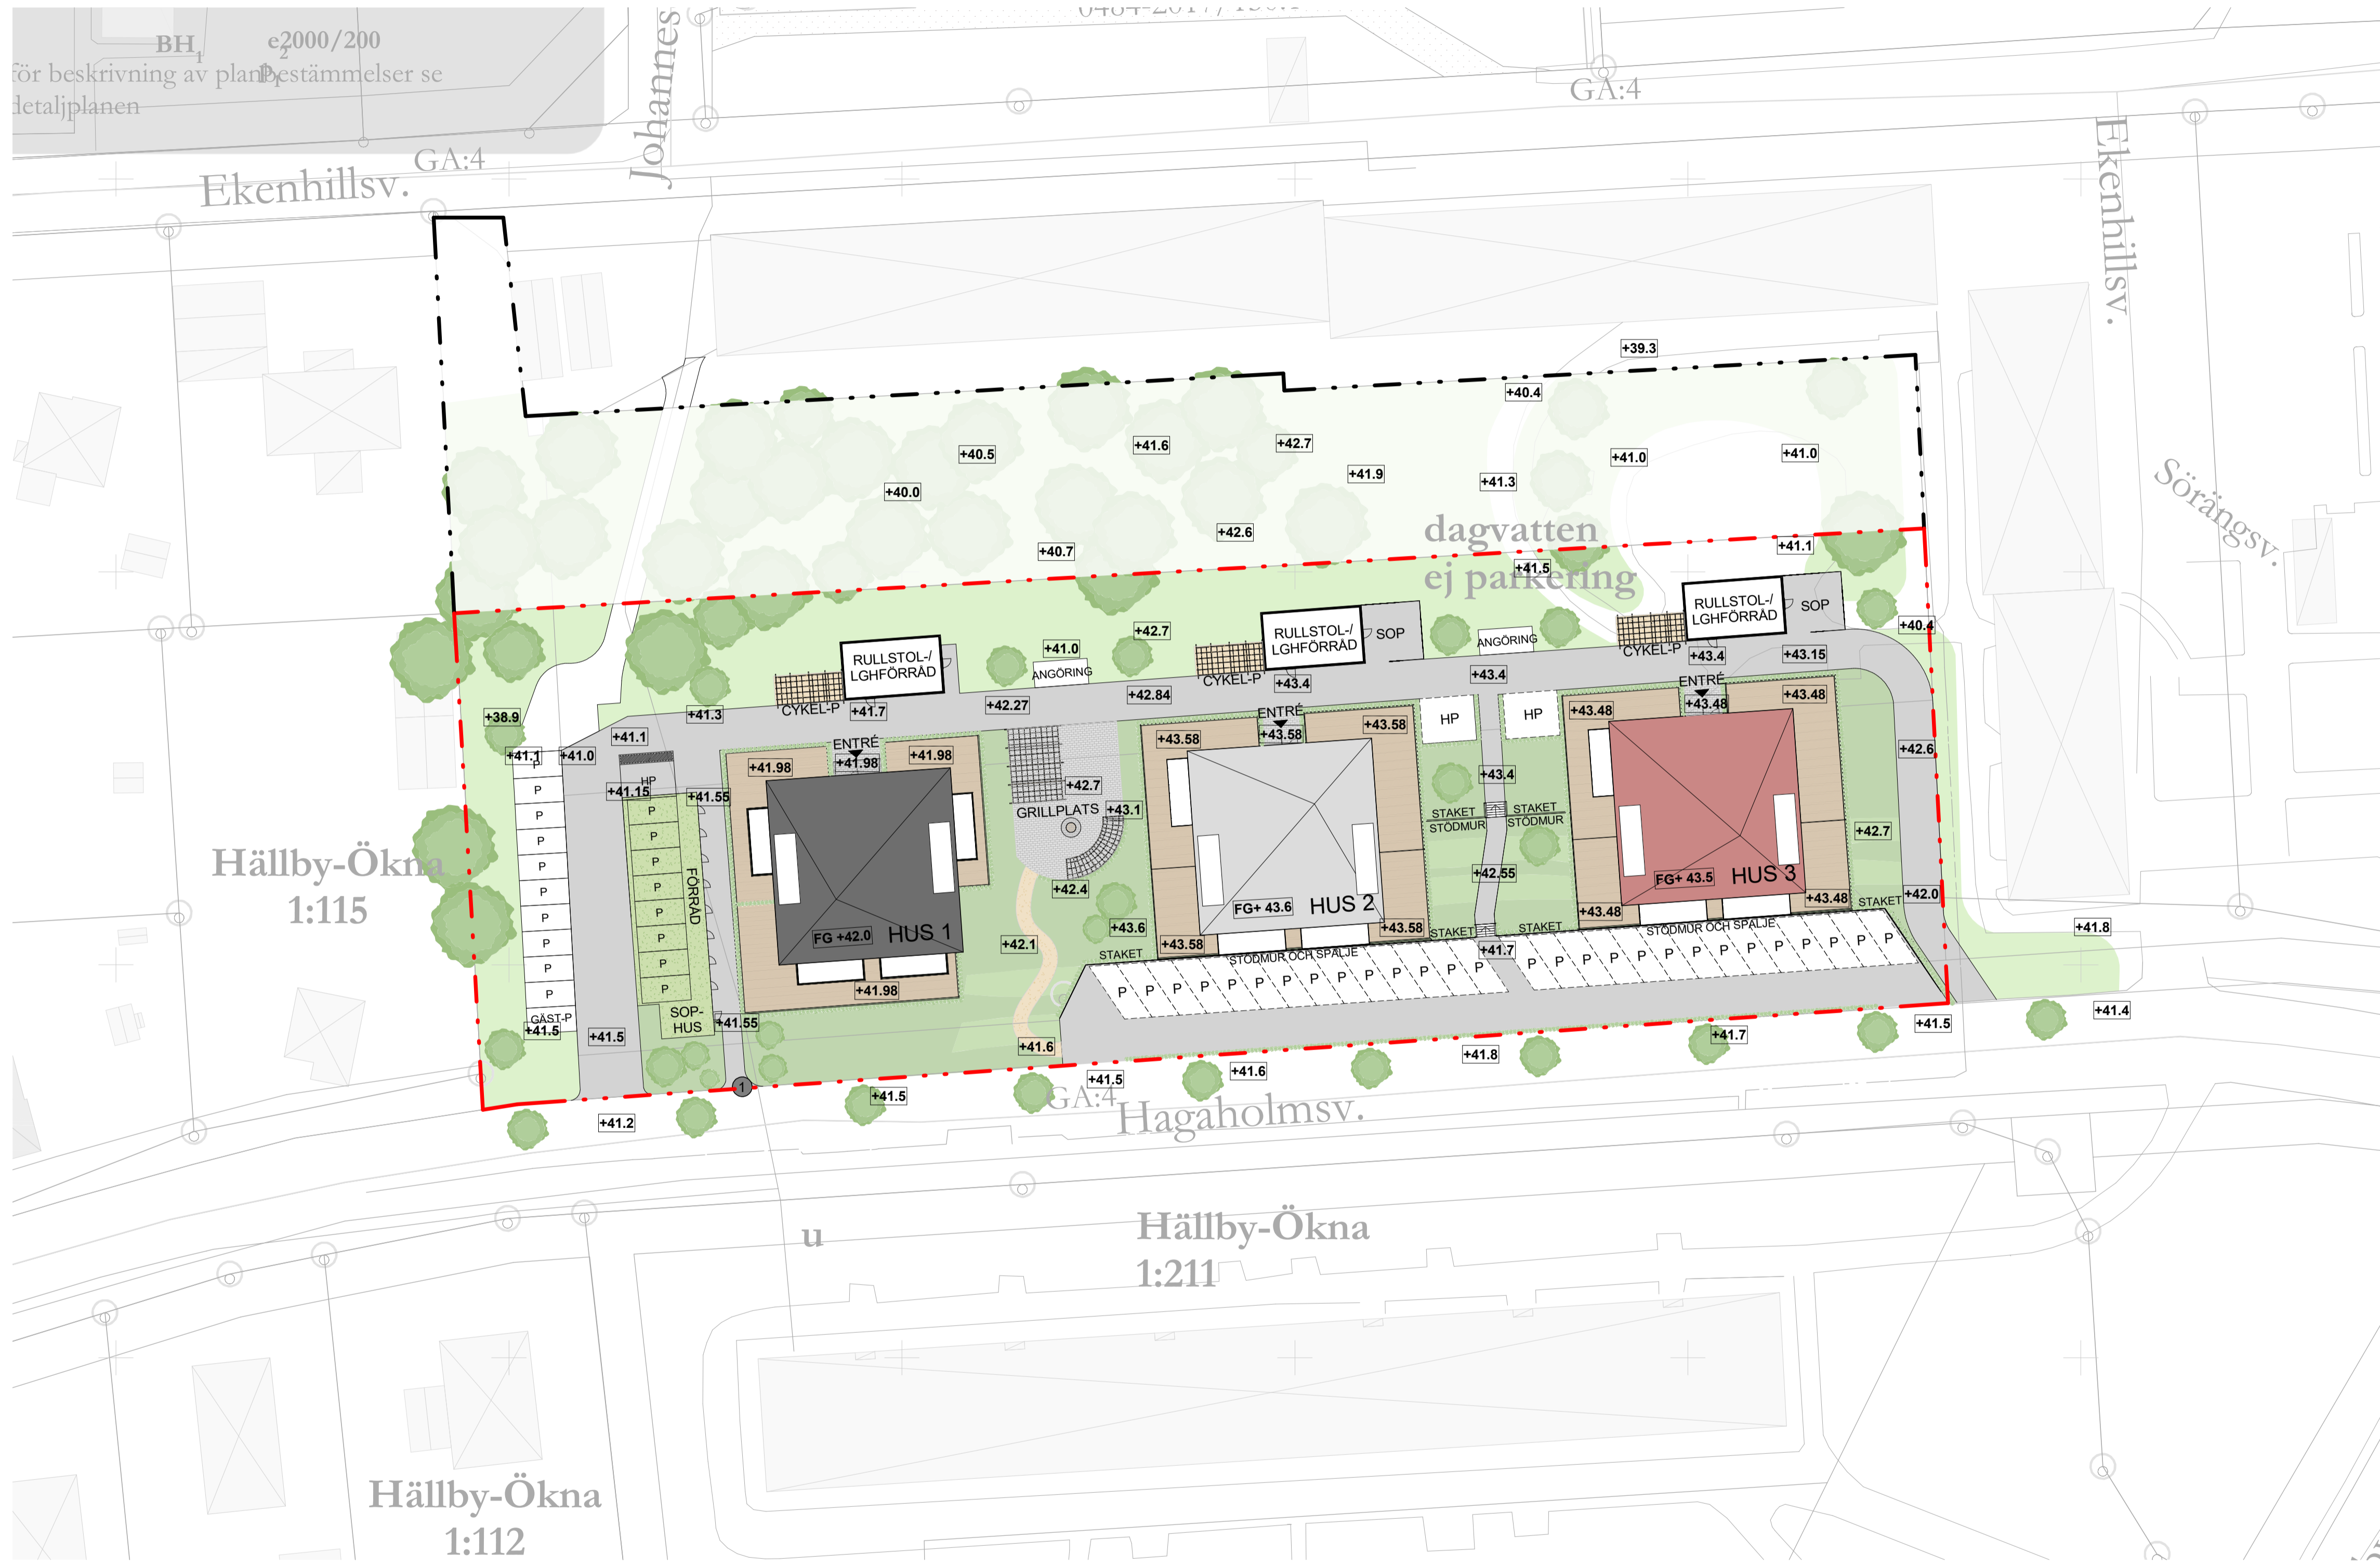 BH1
e2000/200
2
för beskrivning av planbestämmelser se
P1
detaljplanen
Johannes
GA:4
Ekenhillsv.
GA:4
Ekenhillsv.
Sörängsv.
+39.3
+40.4
+40.5
+41.6
+42.7
+41.9
+41.3
+41.0
+41.0
+40.0
+42.6
+40.7
dagvatten
ej parkering
+41.5
+41.1
+40.4
RULLSTOL-/
LGHFÖRRÅD
CYKEL-P
+41.7
+41.0
ANGÖRING
+42.7
+42.27
+42.84
RULLSTOL-/
LGHFÖRRÅD
SOP
CYKEL-P
+43.4
ANGÖRING
+43.4
RULLSTOL-/
LGHFÖRRÅD
SOP
CYKEL-P
+43.4
+43.15
+38.9
+41.3
+41.1
+41.1
+41.0
HP
+41.15
+41.55
ENTRÉ
+41.98
+41.98
+41.98
FG +42.0
HUS 1
+41.98
+42.7
GRILLPLATS
+43.1
+42.4
+42.1
+43.6
+41.6
ENTRÉ
+43.58
+43.58
+43.58
FG+ 43.6
HUS 2
+43.58
+43.58
HP
HP
+43.4
STAKET
STÖDMUR
STAKET
STÖDMUR
+42.55
STAKET
STAKET
+41.7
ENTRÉ
+43.48
+43.48
+43.48
FG+ 43.5
HUS 3
+43.48
+43.48
+42.6
+42.7
+42.0
STAKET
STAKET
STÖDMUR OCH SPALJE
STÖDMUR OCH SPALJE
P
P
P
P
P
P
P
P
P
P
GÄST-P
+41.5
+41.5
P
P
P
P
P
P
P
P
FÖRRÅD
SOP-
HUS
+41.55
P P P P P P P P P P P P P P
P P P P P P P P P P P P P P
1
+41.2
+41.5
+41.5
+41.6
+41.8
+41.7
+41.5
+41.4
+41.8
GA:4
Hagaholmsv.
Hällby-Ökna
1:115
u
Hällby-Ökna
1:211
Hällby-Ökna
1:112